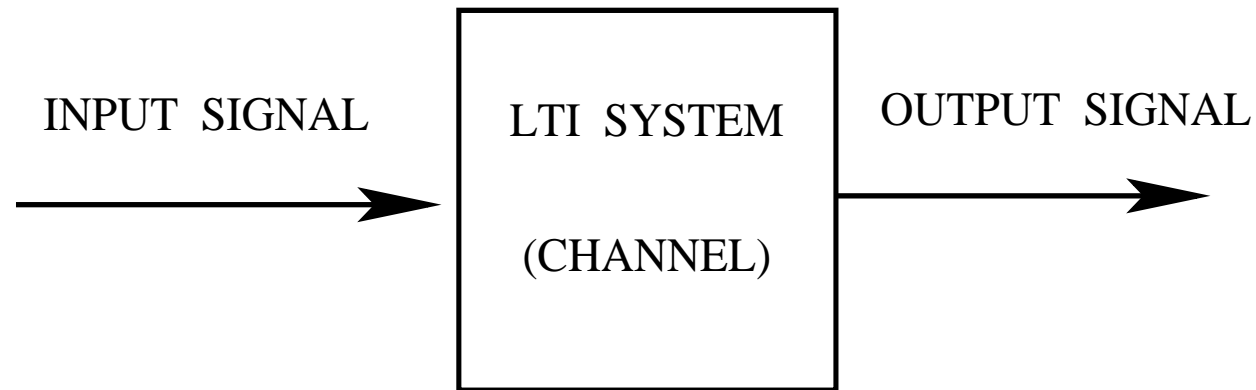 INPUT SIGNAL
LTI SYSTEM
(CHANNEL)
OUTPUT SIGNAL